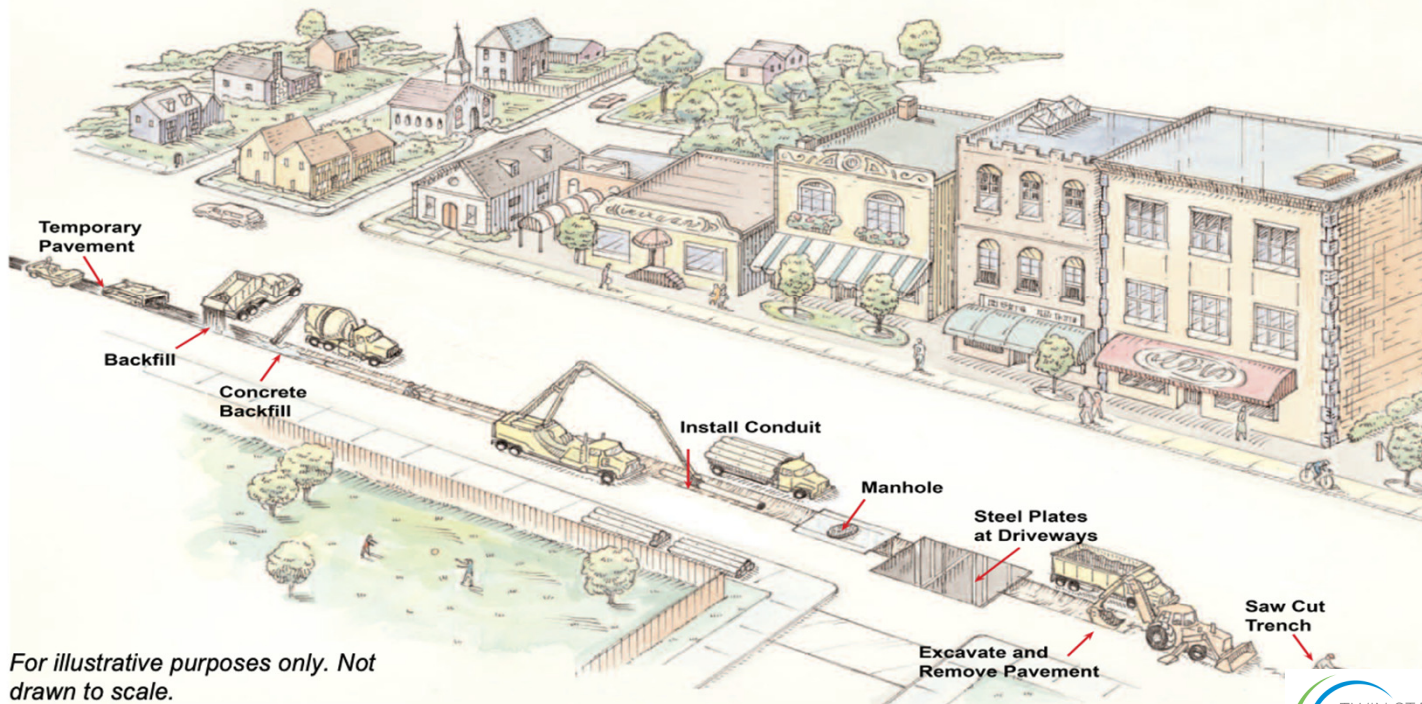 Temporary
Pavement
Backfill
Concrete
Backfill
Install Conduit
Manhole
Steel Plates
at Driveways
Saw Cut
Trench
Excavate and
Remove Pavement
For illustrative purposes only. Not
drawn to scale.